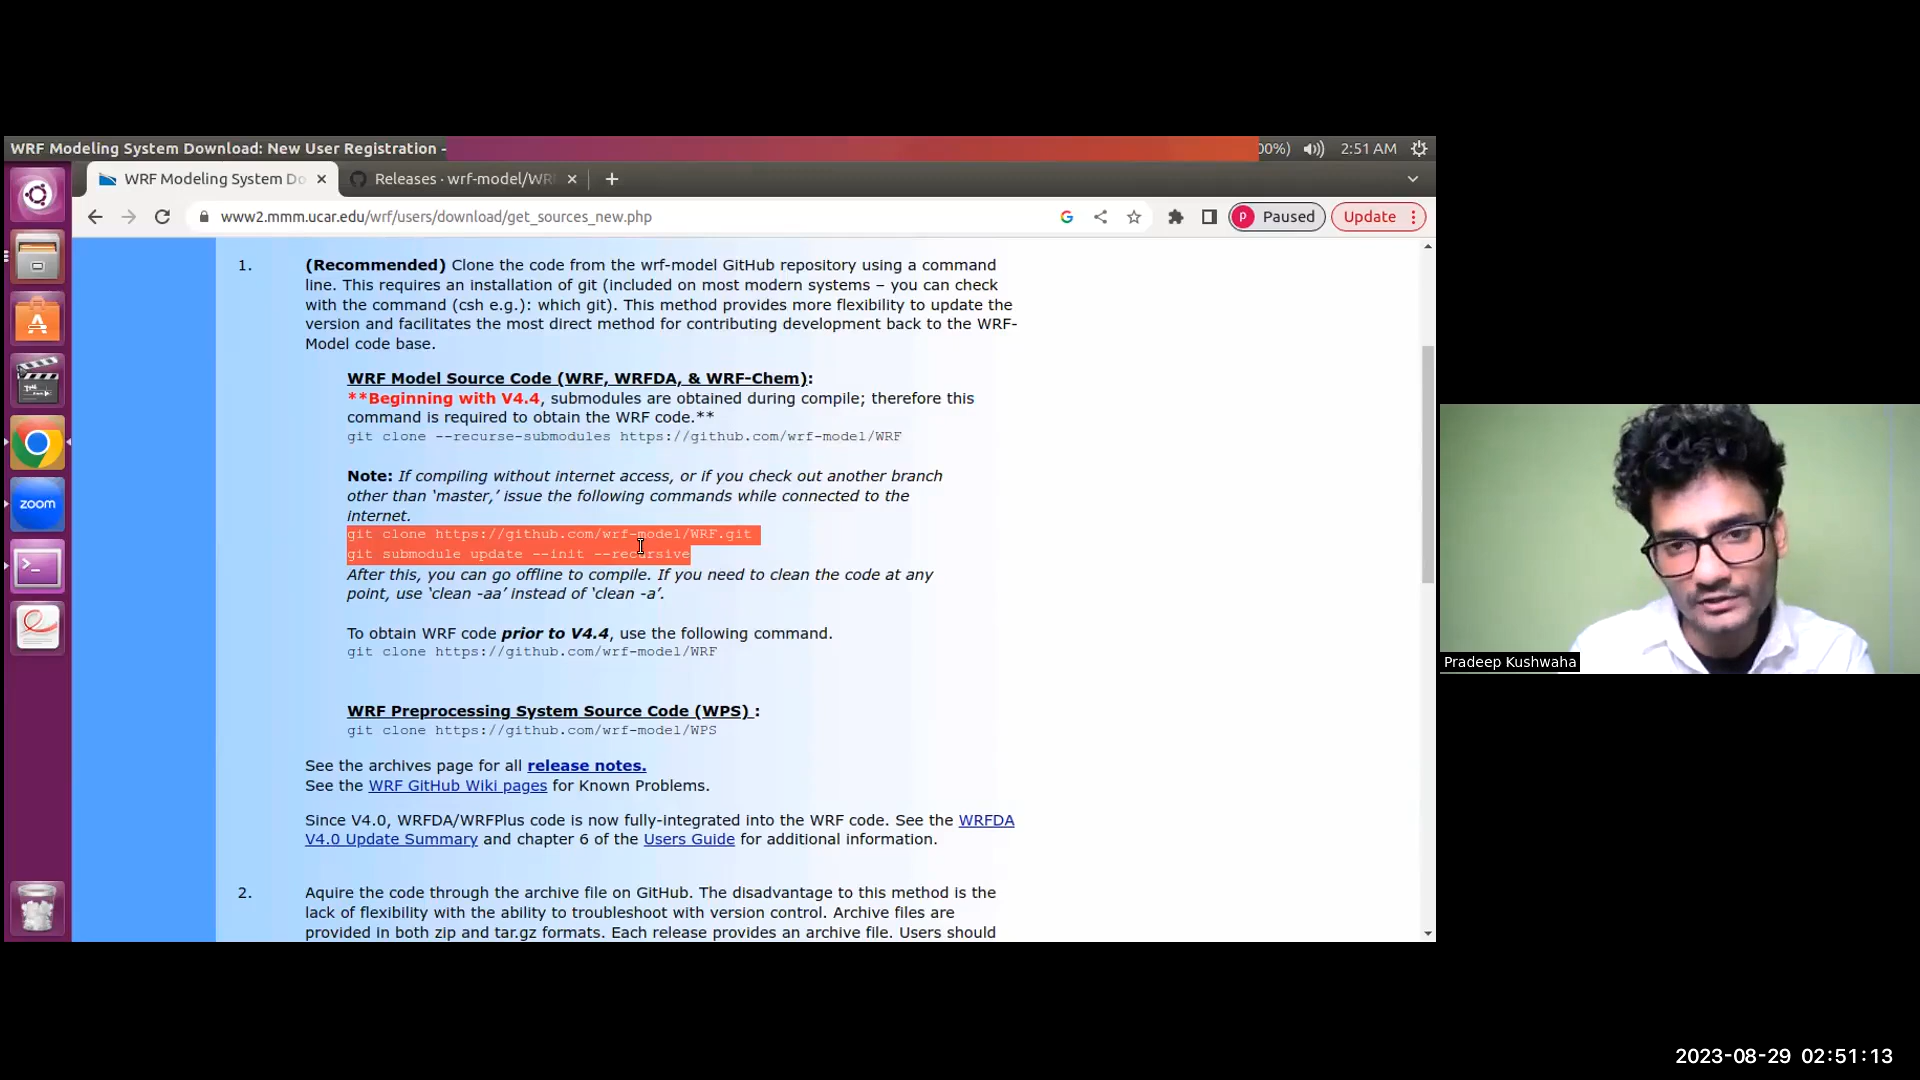 WRF Modeling System Download: New User Registration -
00%)
2:51 AM
WRF Modeling System Do
Releases · wrf-model/WR
www2.mmm.ucar.edu/wrf/users/download/get_sources_new.php
P
Paused
Update
1. (Recommended) Clone the code from the wrf-model GitHub repository using a command
line. This requires an installation of git (included on most modern systems – you can check
with the command (csh e.g.): which git). This method provides more flexibility to update the
version and facilitates the most direct method for contributing development back to the WRF-
Model code base.
WRF Model Source Code (WRF, WRFDA, & WRF-Chem):
**Beginning with V4.4, submodules are obtained during compile; therefore this
command is required to obtain the WRF code.**
git clone --recurse-submodules https://github.com/wrf-model/WRF
Note: If compiling without internet access, or if you check out another branch
other than ‘master,’ issue the following commands while connected to the
internet.
git clone https://github.com/wrf-model/WRF.git
git submodule update --init --recursive
After this, you can go offline to compile. If you need to clean the code at any
point, use ‘clean -aa’ instead of ‘clean -a’.
To obtain WRF code prior to V4.4, use the following command.
git clone https://github.com/wrf-model/WRF
WRF Preprocessing System Source Code (WPS) :
git clone https://github.com/wrf-model/WPS
See the archives page for all release notes.
See the WRF GitHub Wiki pages for Known Problems.
Since V4.0, WRFDA/WRFPlus code is now fully-integrated into the WRF code. See the WRFDA
V4.0 Update Summary and chapter 6 of the Users Guide for additional information.
2. Aquire the code through the archive file on GitHub. The disadvantage to this method is the
lack of flexibility with the ability to troubleshoot with version control. Archive files are
provided in both zip and tar.gz formats. Each release provides an archive file. Users should
zoom
Pradeep Kushwaha
2023-08-29 02:51:13